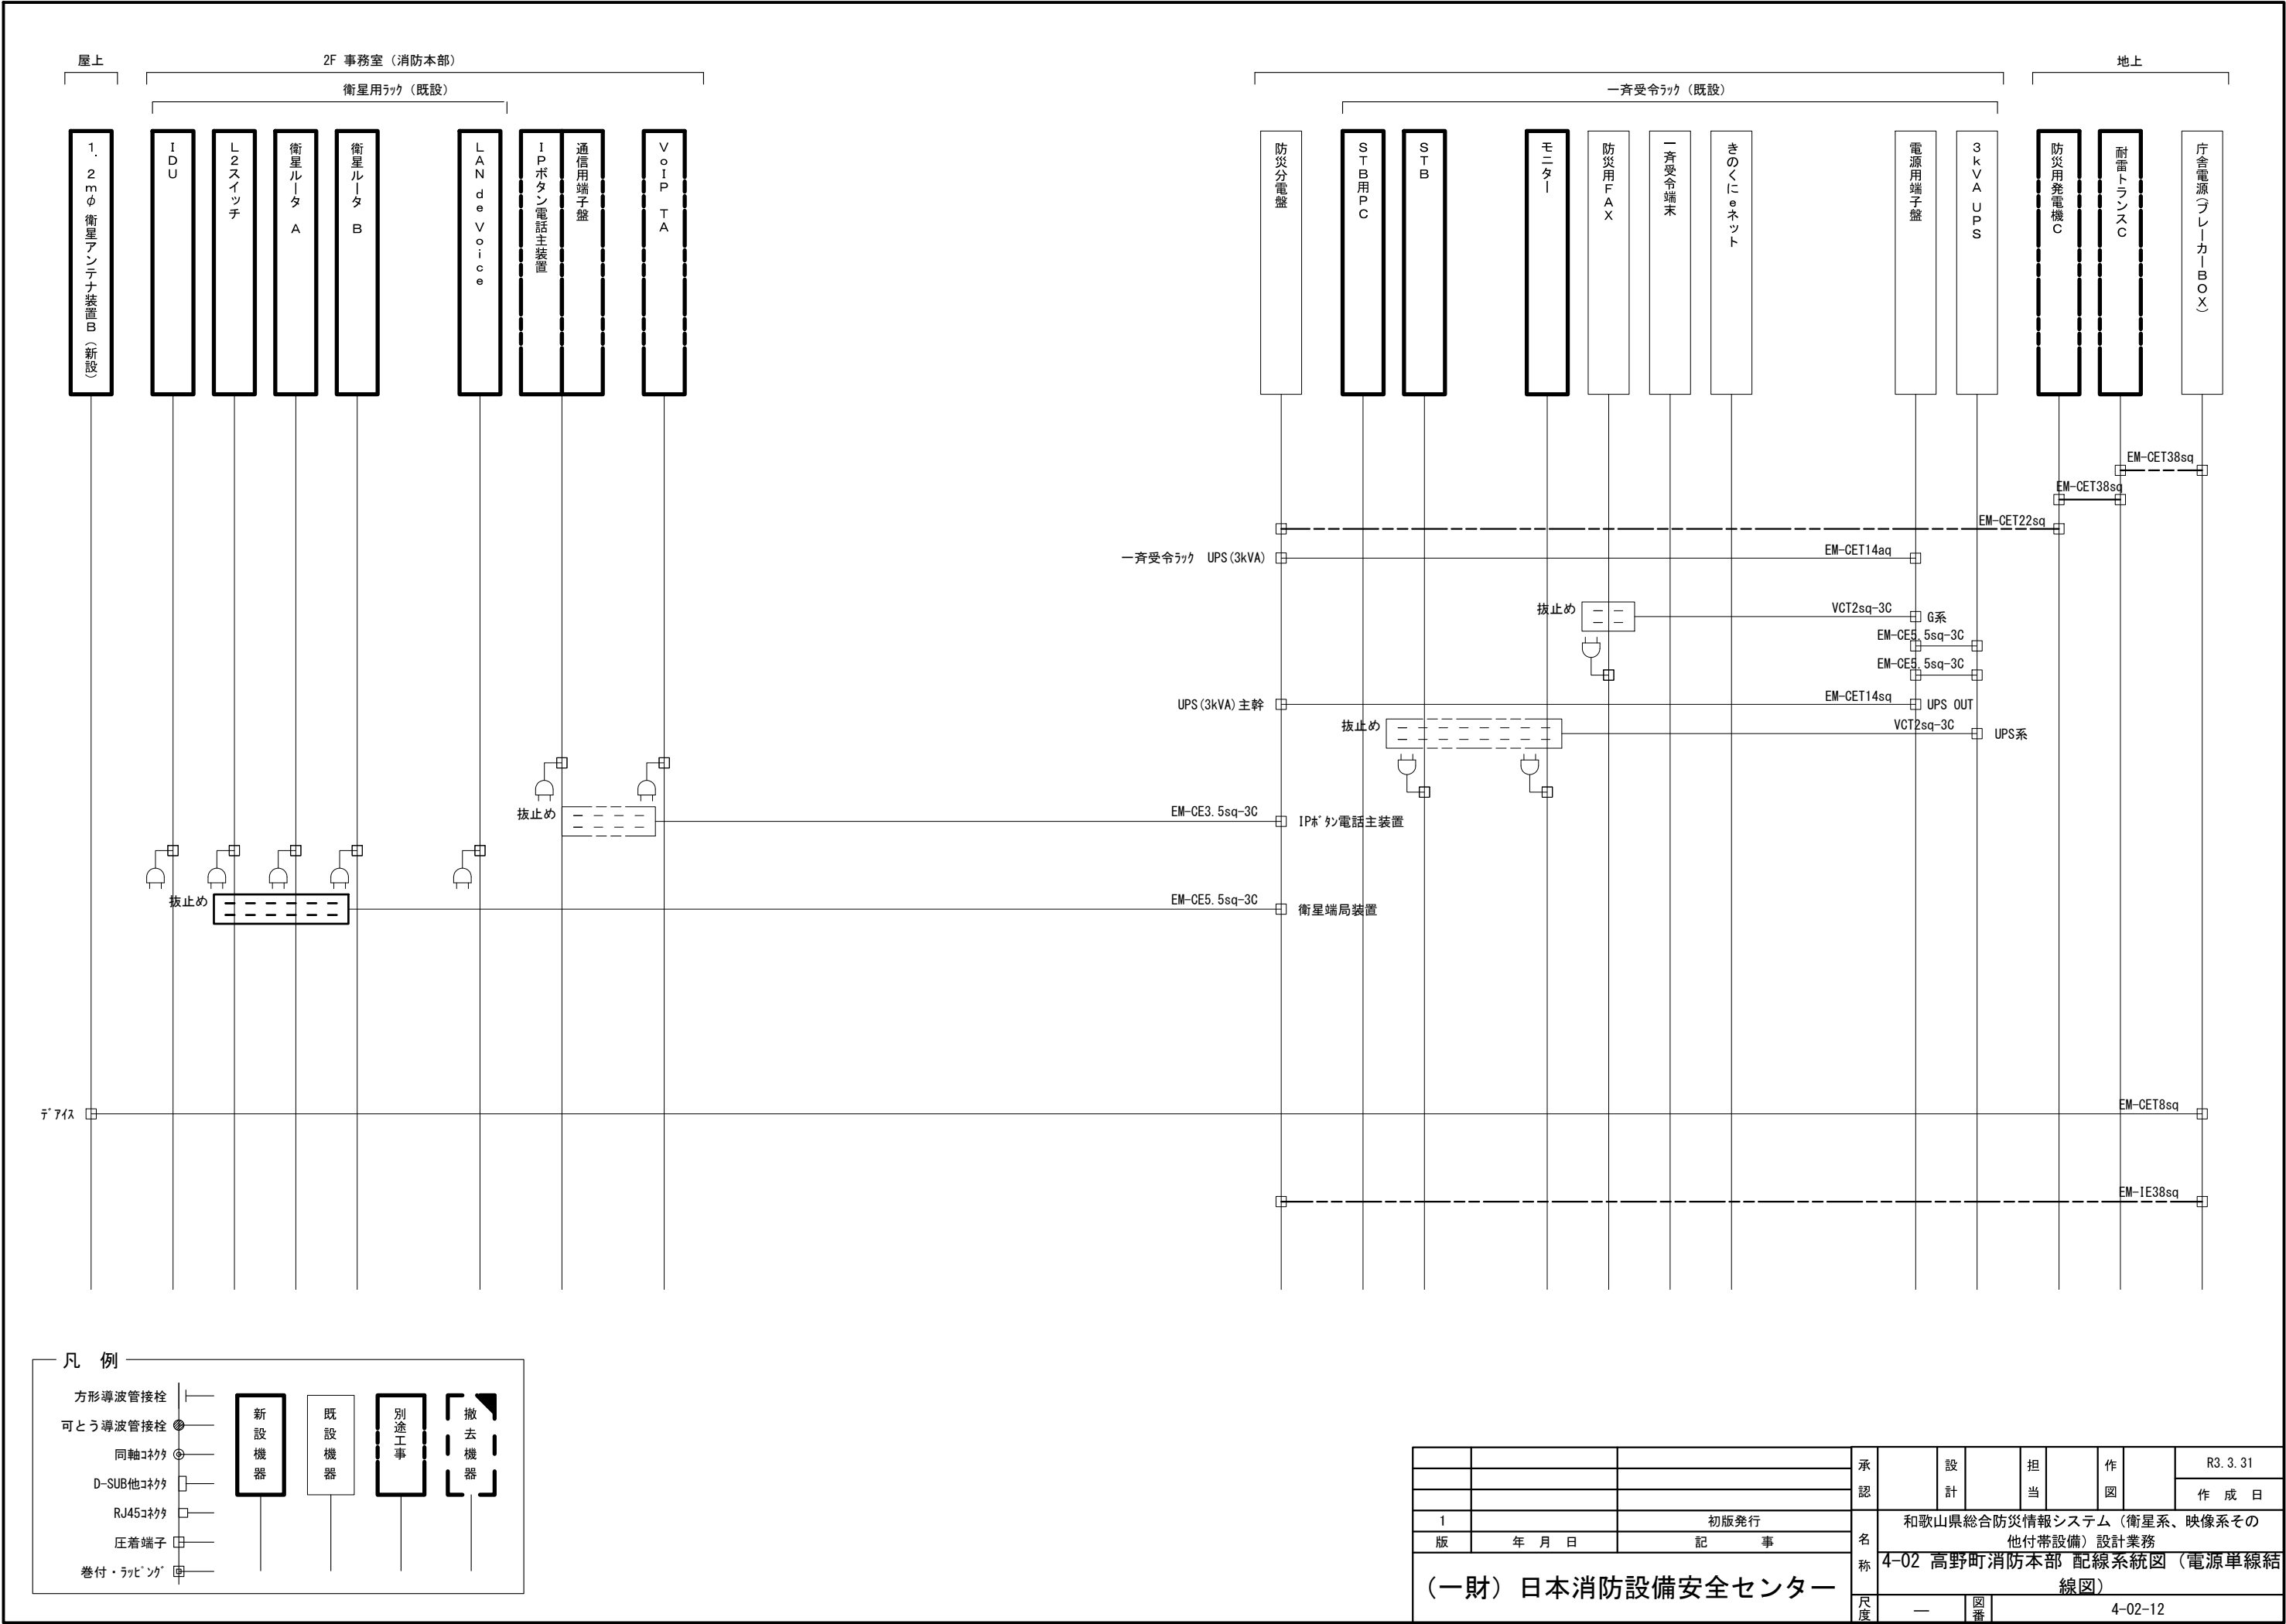 屋上
2F 事務室（消防本部）
地上
衛星用ﾗｯｸ（既設）
一斉受令ﾗｯｸ（既設）
1．2mφ 衛星アンテナ装置B（新設）
IDU
L2スイッチ
衛星ルータ A
衛星ルータ B
LAN de Voice
IPボタン電話主装置
通信用端子盤
VoIP TA
防災分電盤
STB用PC
STB
モニター
防災用FAX
一斉受令端末
きのくにeネット
電源用端子盤
3kVA UPS
防災用発電機C
耐雷トランスC
庁舎電源(ブレーカーBOX)
EM-CET38sq
EM-CET38sq
EM-CET22sq
一斉受令ﾗｯｸ UPS(3kVA)
EM-CET14aq
抜止め
VCT2sq-3C
G系
EM-CE5.5sq-3C
EM-CE5.5sq-3C
UPS(3kVA)主幹
EM-CET14sq
UPS OUT
抜止め
VCT2sq-3C
UPS系
抜止め
EM-CE3.5sq-3C
IPﾎﾞﾀﾝ電話主装置
抜止め
EM-CE5.5sq-3C
衛星端局装置
ﾃﾞｱｲｽ
EM-CET8sq
EM-IE38sq
凡 例
方形導波管接栓
可とう導波管接栓
同軸ｺﾈｸﾀ
D-SUB他ｺﾈｸﾀ
RJ45ｺﾈｸﾀ
圧着端子
巻付・ﾗｯﾋﾟﾝｸﾞ
新設機器
既設機器
別途工事
撤去機器
承認
設計
担当
作図
R3.3.31
作 成 日
1 初版発行
版 年 月 日 記 事
名称
和歌山県総合防災情報システム（衛星系、映像系その
他付帯設備）設計業務
4-02 高野町消防本部 配線系統図（電源単線結
線図）
（一財）日本消防設備安全センター
尺度 ― 図番 4-02-12